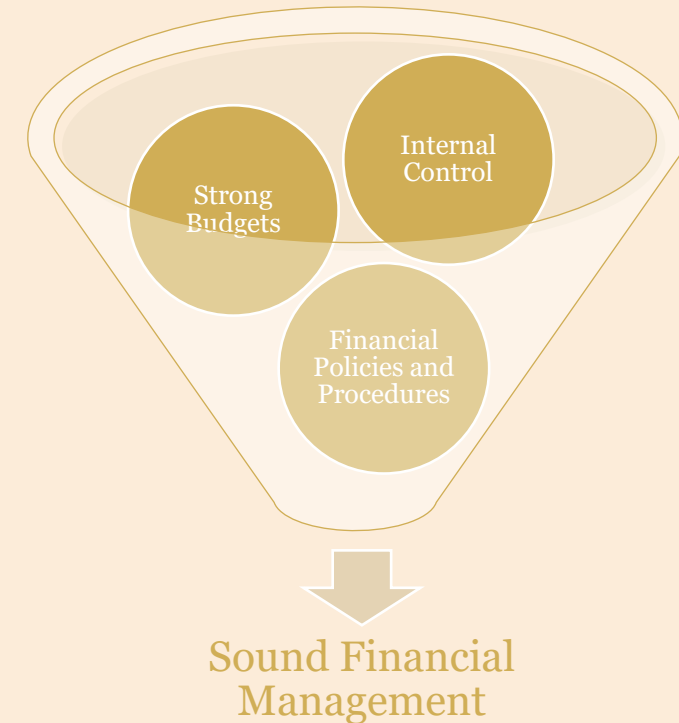 Internal
Control
Strong
Budgets
Financial
Policies and
Procedures
Sound Financial
Management